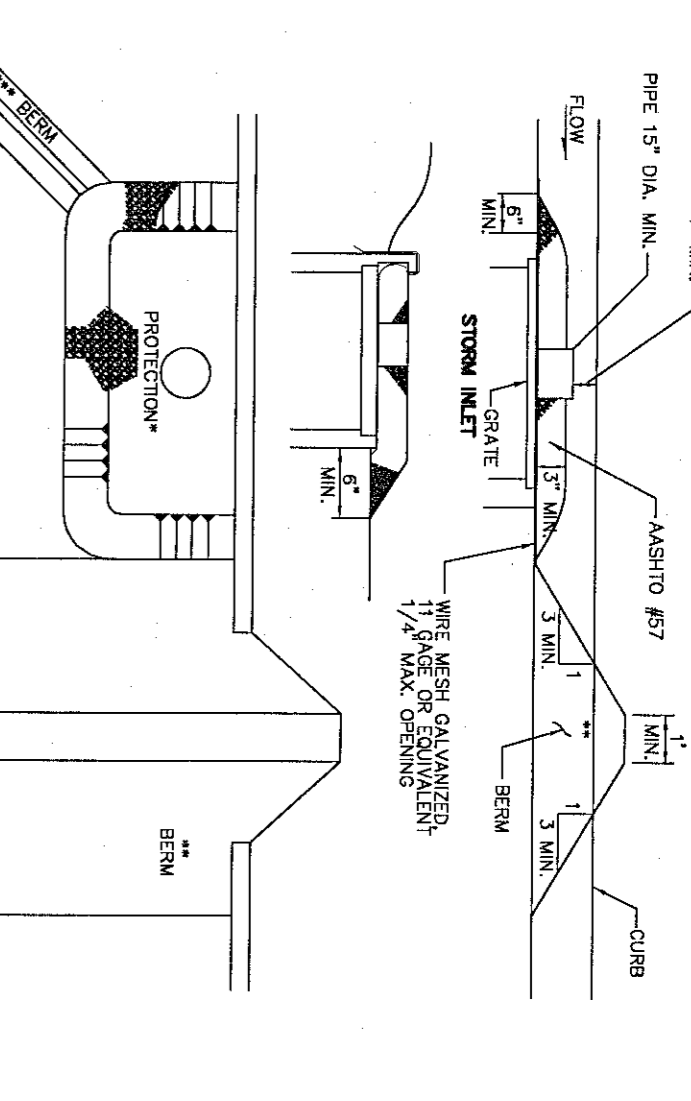 PIPE 15" DIA. MIN.
FLOW
6"
MIN.
STORM INLET
GRATE
3" MIN.
AASHTO #57
3 MIN.
1
**
BERM
1'
MIN.
1
3 MIN.
CURB
WIRE MESH GALVANIZED,
11 GAGE OR EQUIVALENT
1/4" MAX. OPENING
6"
MIN.
*** BERM
PROTECTION*
**
BERM